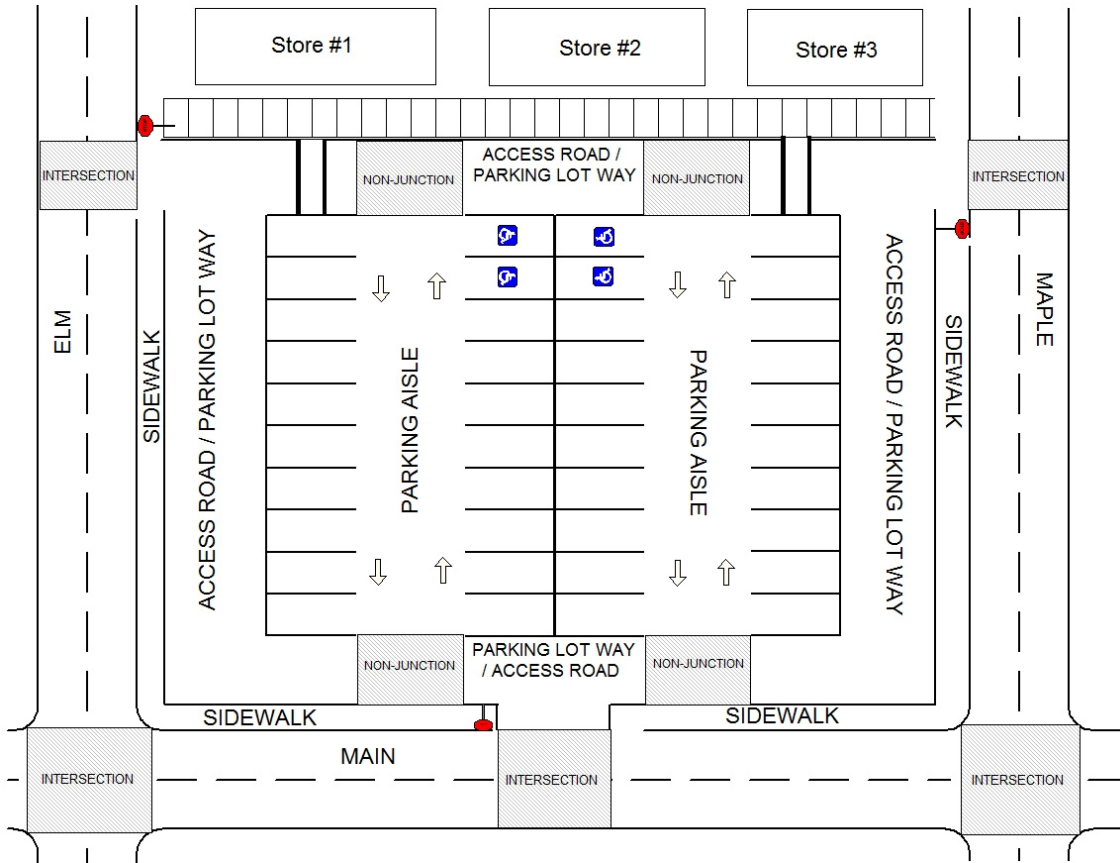 Store #1
Store #2
Store #3
INTERSECTION
NON-JUNCTION
ACCESS ROAD /
PARKING LOT WAY
NON-JUNCTION
INTERSECTION
ELM
SIDEWALK
ACCESS ROAD / PARKING LOT WAY
PARKING AISLE
PARKING AISLE
ACCESS ROAD / PARKING LOT WAY
SIDEWALK
MAPLE
NON-JUNCTION
PARKING LOT WAY
/ ACCESS ROAD
NON-JUNCTION
SIDEWALK
SIDEWALK
MAIN
INTERSECTION
INTERSECTION
INTERSECTION